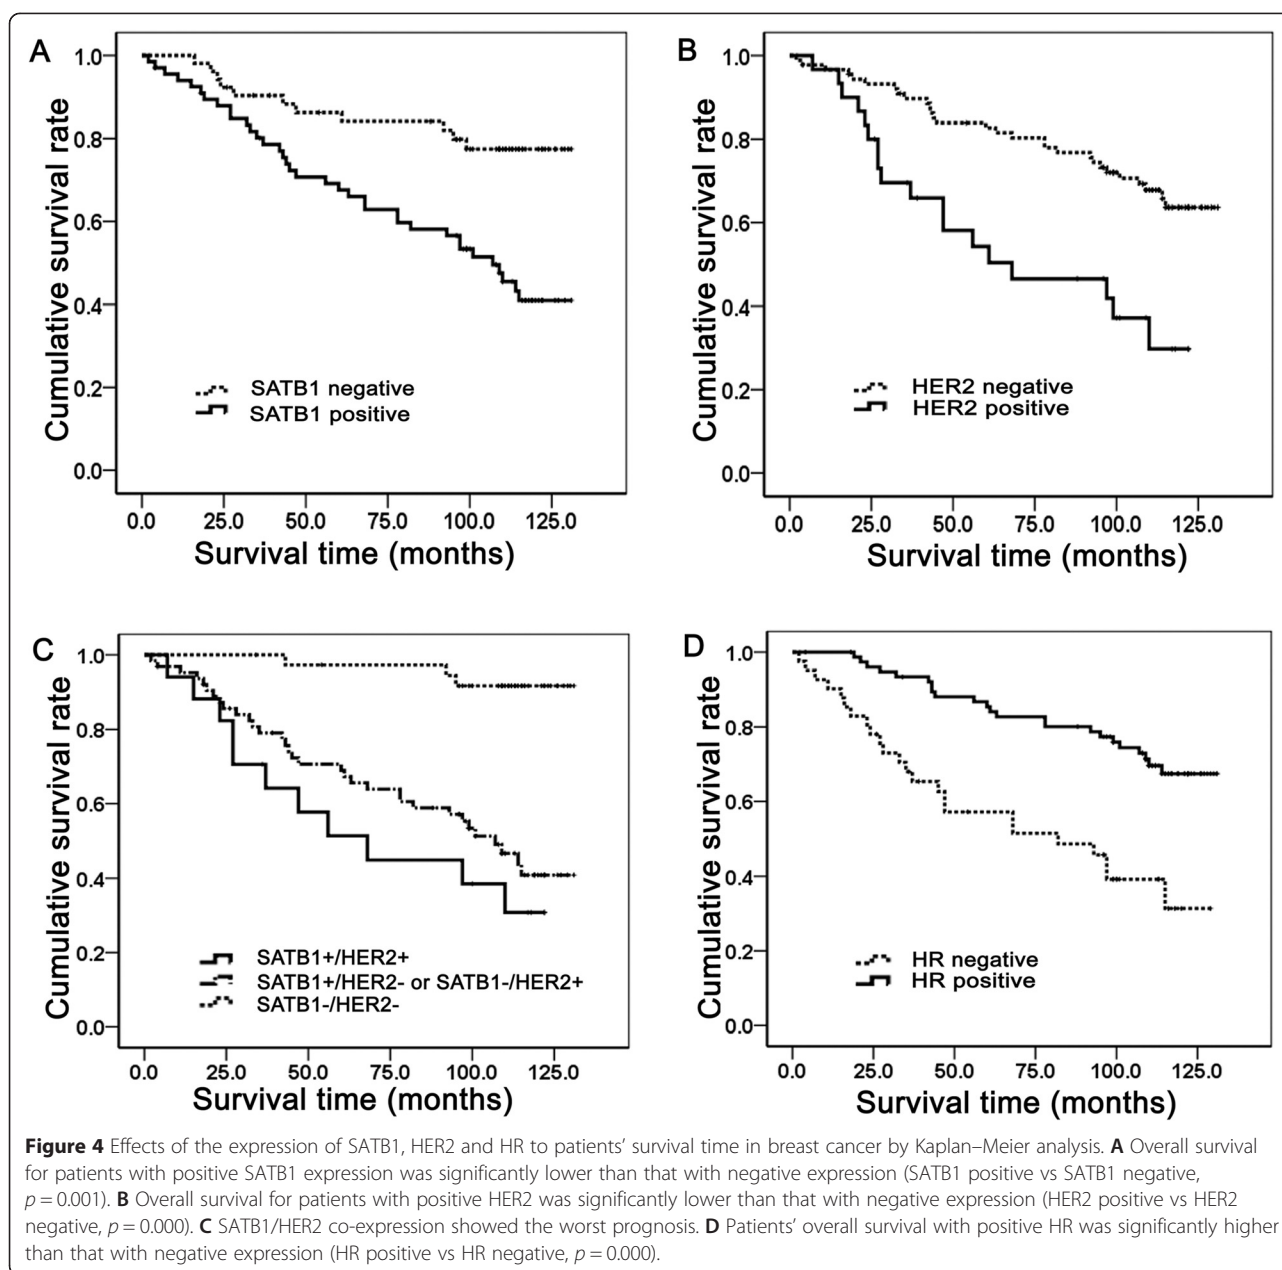 A
Cumulative survival rate
1.0
0.8
0.6
0.4
0.2
0.0
SATB1 negative
SATB1 positive
0.0 25.0 50.0 75.0 100.0 125.0
Survival time (months)
B
Cumulative survival rate
1.0
0.8
0.6
0.4
0.2
0.0
HER2 negative
HER2 positive
0.0 25.0 50.0 75.0 100.0 125.0
Survival time (months)
C
Cumulative survival rate
1.0
0.8
0.6
0.4
0.2
0.0
SATB1+/HER2+
SATB1+/HER2- or SATB1-/HER2+
SATB1-/HER2-
0.0 25.0 50.0 75.0 100.0 125.0
Survival time (months)
D
Cumulative survival rate
1.0
0.8
0.6
0.4
0.2
0.0
HR negative
HR positive
0.0 25.0 50.0 75.0 100.0 125.0
Survival time (months)
Figure 4 Effects of the expression of SATB1, HER2 and HR to patients’ survival time in breast cancer by Kaplan–Meier analysis. A Overall survival
for patients with positive SATB1 expression was significantly lower than that with negative expression (SATB1 positive vs SATB1 negative,
p = 0.001). B Overall survival for patients with positive HER2 was significantly lower than that with negative expression (HER2 positive vs HER2
negative, p = 0.000). C SATB1/HER2 co-expression showed the worst prognosis. D Patients’ overall survival with positive HR was significantly higher
than that with negative expression (HR positive vs HR negative, p = 0.000).